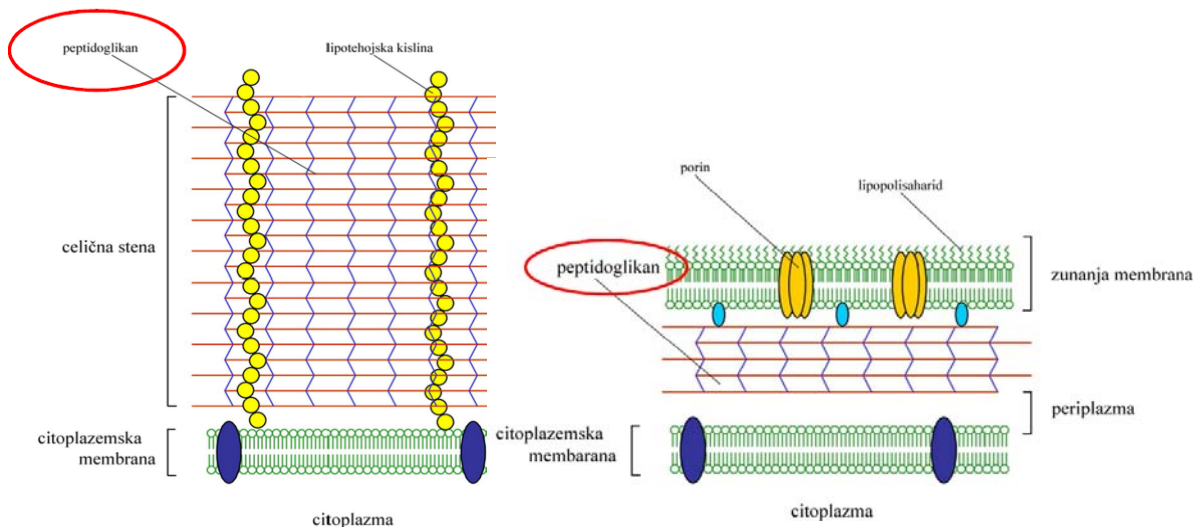 peptidoglikan
lipotehojska kislina
celična stena
citoplazemska
membrana
citoplazma
porin
lipopolisaharid
peptidoglikan
zunanja membrana
periplazma
citoplazemska
membarana
citoplazma